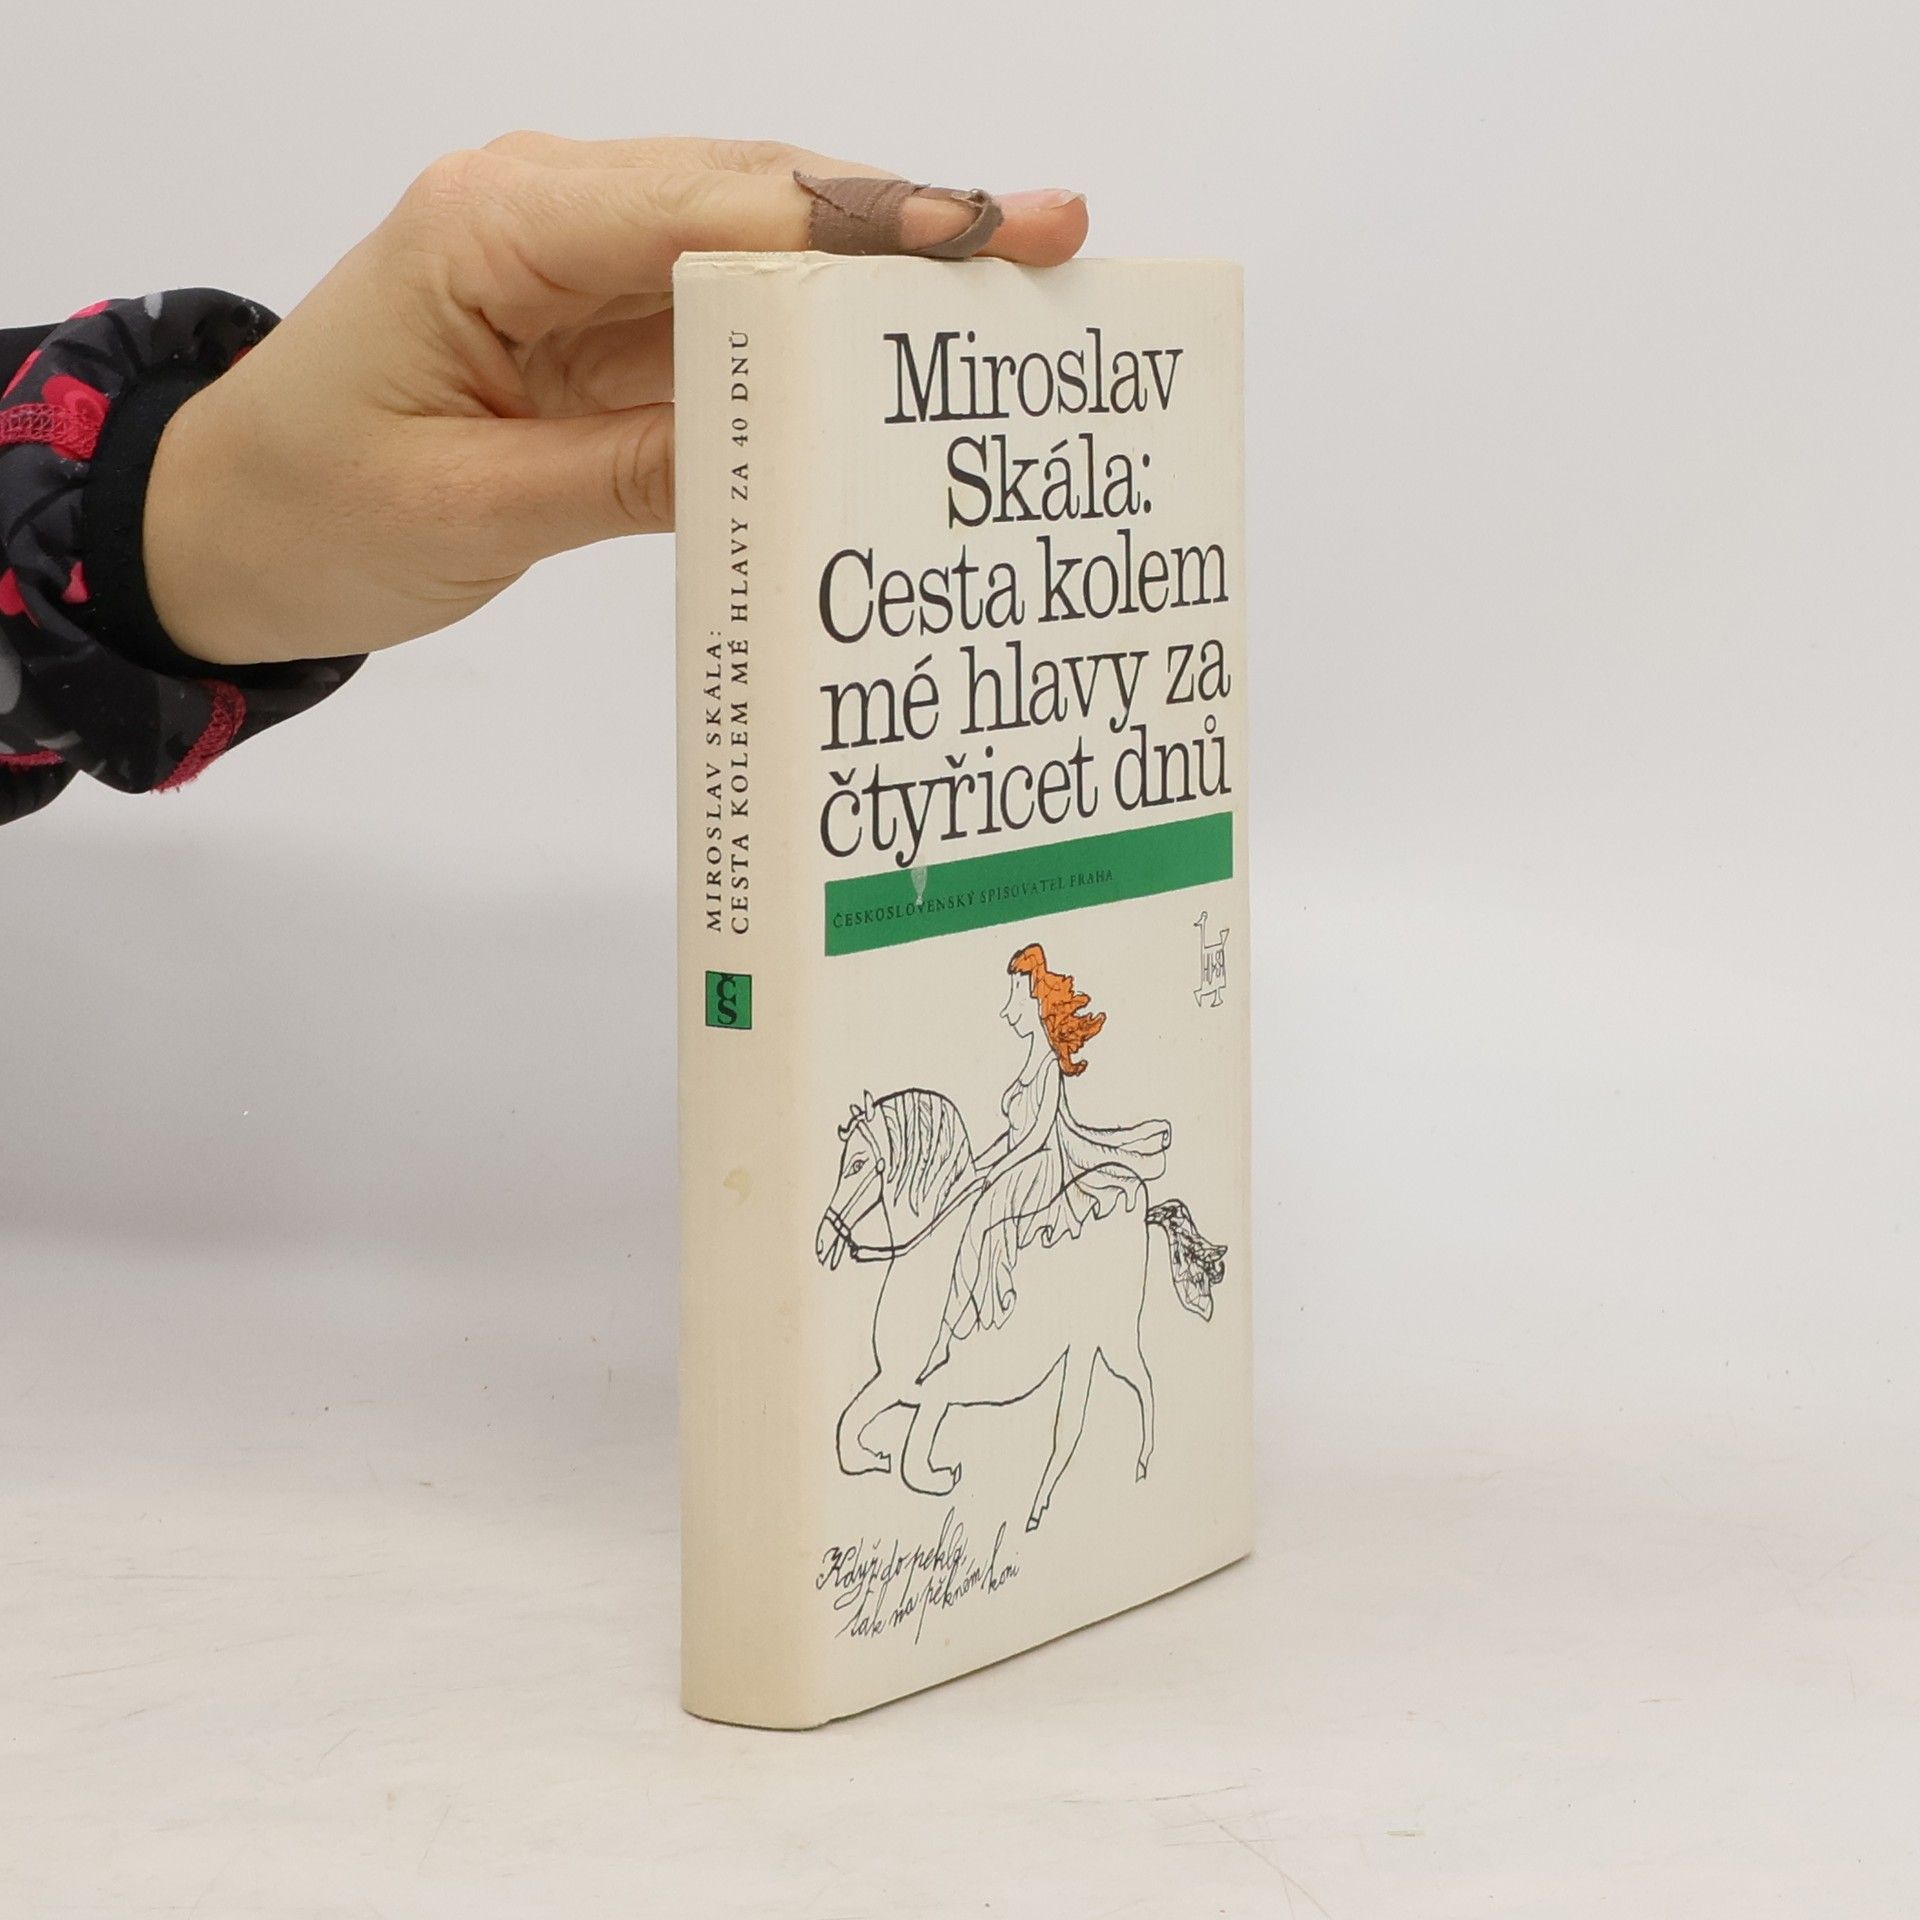 MIROSLAV SKÁLA:
CESTA KOLEM MÉ HLAVY ZA 40 DNŮ
ČS
Miroslav
Skála:
Cesta kolem
mé hlavy za
čtyřicet dnů
ČESKOSLOVENSKÝ SPISOVATEL PRAHA
HUSA
Když do pekla,
tak na pěkném koni